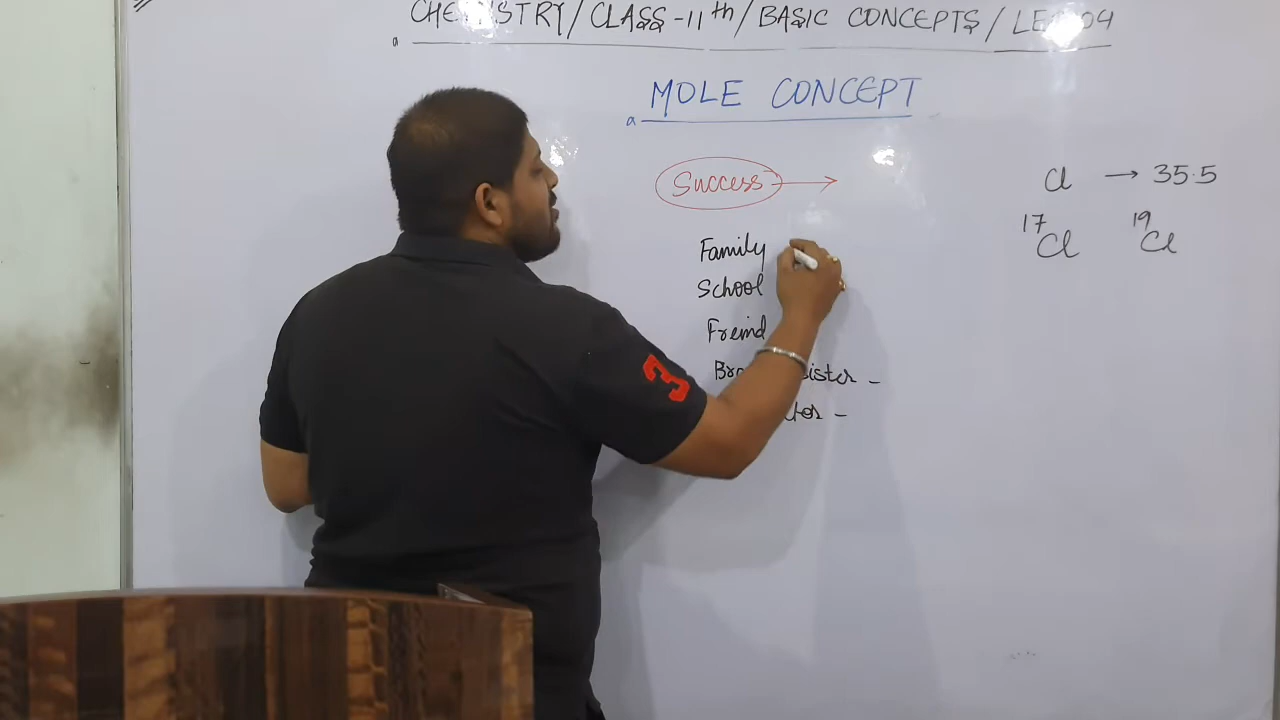 CHEMISTRY/CLASS-11th/BASIC CONCEPTS/LEC-04
MOLE CONCEPT
Success →
Cl → 35.5
17Cl 19Cl
Family
School
Freind
sister -
-
3